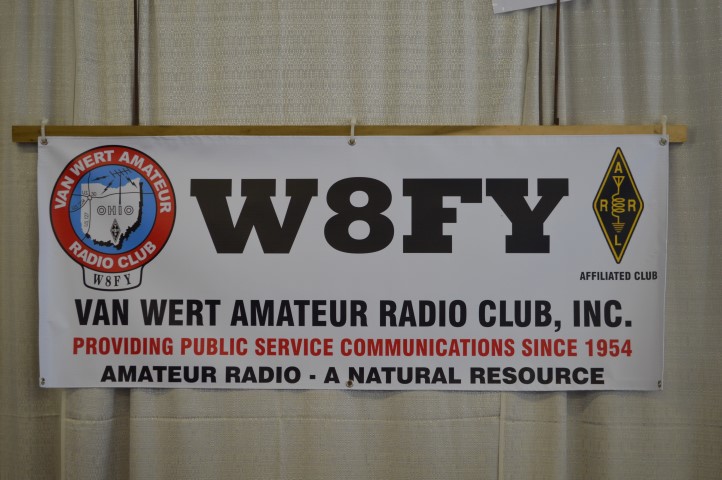 VAN WERT AMATEUR
OHIO
RADIO CLUB
W8FY
W8FY
A
R R
L
AFFILIATED CLUB
VAN WERT AMATEUR RADIO CLUB, INC.
PROVIDING PUBLIC SERVICE COMMUNICATIONS SINCE 1954
AMATEUR RADIO - A NATURAL RESOURCE